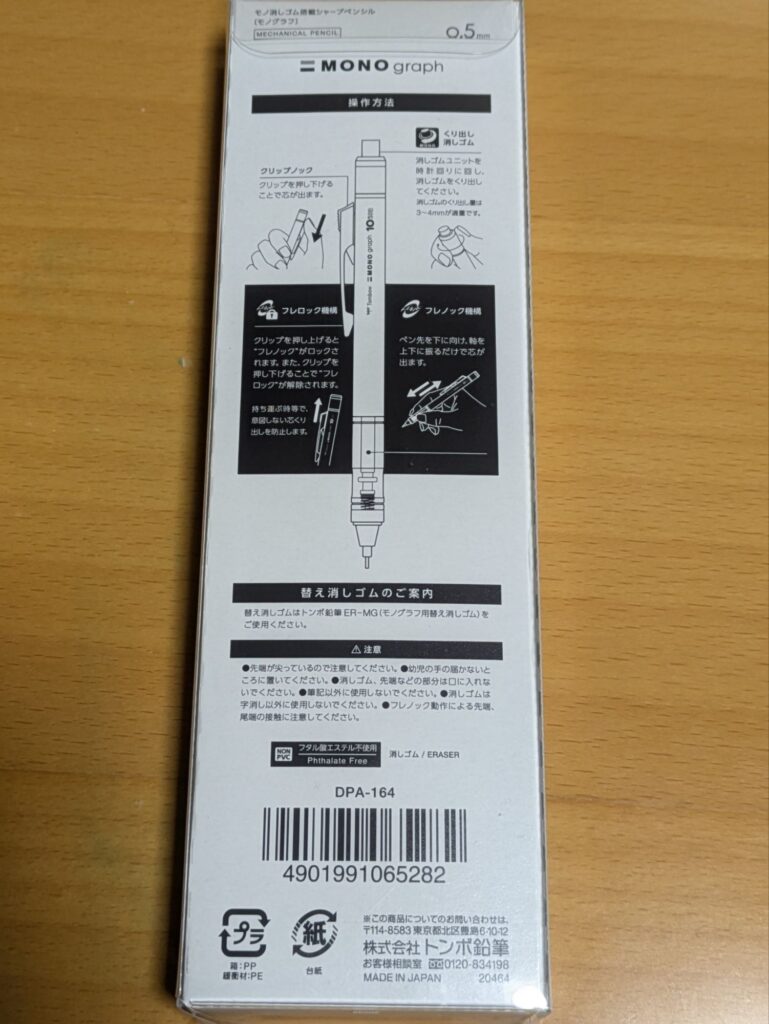 モノ消しゴム搭載シャープペンシル
[モノグラフ]
MECHANICAL PENCIL
0.5mm
MONO graph
操作方法
クリップノック
クリップを押し下げる
ことで芯が出ます。
くり出し
消しゴム
消しゴムユニットを
時計回りに回し、
消しゴムをくり出し
てください。
消しゴムのくり出し量は
3~4mmが適量です。
Tombow MONO graph 10
フレロック機構
クリップを押し上げると
“フレノック”がロックさ
れます。また、クリップを
押し下げることで“フレ
ロック”が解除されます。
持ち運ぶ時等で、
意図しない芯くり
出しを防止します。
フレノック機構
ペン先を下に向け、軸を
上下に振るだけで芯が
出ます。
替え消しゴムのご案内
替え消しゴムはトンボ鉛筆 ER-MG(モノグラフ用替え消しゴム)を
ご使用ください。
⚠注意
●先端が尖っているので注意してください。●幼児の手の届かないと
ころに置いてください。●消しゴム、先端などの部分は口に入れな
いでください。●筆記以外に使用しないでください。●消しゴムは
字消し以外に使用しないでください。●フレノック動作による先端、
尾端の接触に注意してください。
NON
PVC
フタル酸エステル不使用
Phthalate Free
消しゴム / ERASER
DPA-164
4901991065282
プラ
箱:PP
緩衝材:PE
紙
台紙
※この商品についてのお問い合わせは、
〒114-8583 東京都北区豊島6-10-12
株式会社 トンボ鉛筆
お客様相談室 0120-834198
MADE IN JAPAN 20464